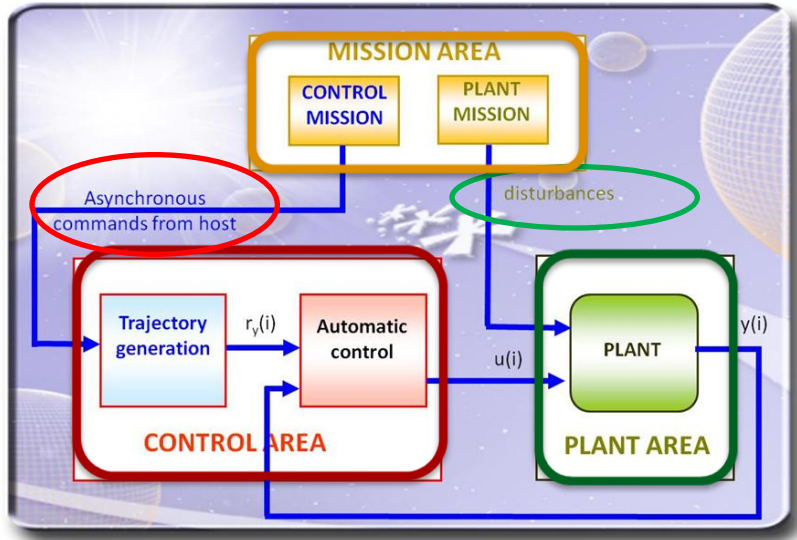 MISSION AREA
CONTROL
MISSION
PLANT
MISSION
Asynchronous
commands from host
disturbances
Trajectory
generation
r_y(i)
Automatic
control
u(i)
PLANT
y(i)
CONTROL AREA
PLANT AREA